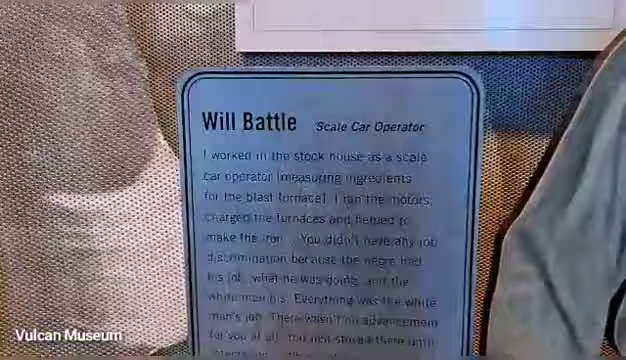 Will Battle Scale Car Operator
I worked in the stock house as a scale
car operator [measuring ingredients
for the blast furnace]. I ran the motors,
charged the furnaces and helped to
make the iron... You didn't have any job
discrimination because the negro had
his job, what he was doing, and the
white man his. Everything was the white
man's job. There wasn't no advancement
for you at all. You just stayed there until
Vulcan Museum